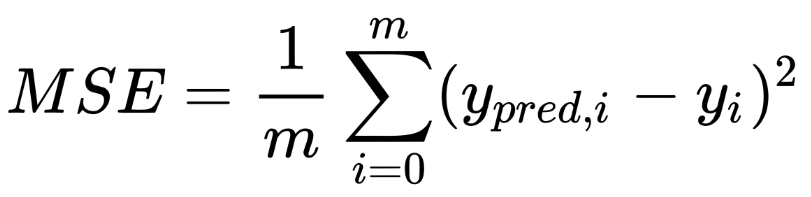 $MSE = \frac{1}{m} \sum_{i=0}^{m} (y_{pred,i} - y_i)^2$